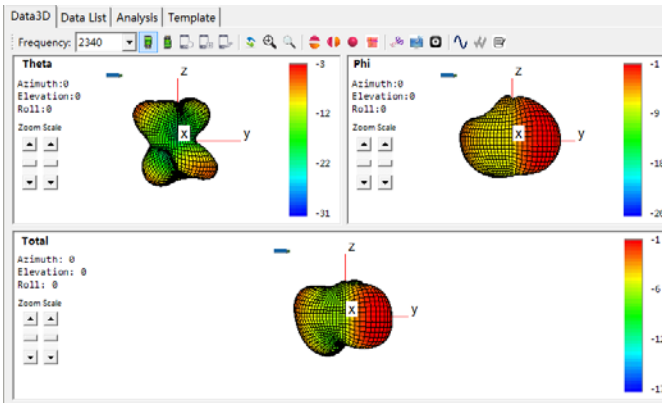 Data3D Data List Analysis Template
Frequency: 2340
Theta
Azimuth:0
Elevation:0
Roll:0
Zoom Scale
z
x
y
-3
-12
-22
-31
Phi
Azimuth:0
Elevation:0
Roll:0
Zoom Scale
z
x
y
-1
-9
-18
Total
Azimuth: 0
Elevation: 0
Roll: 0
Zoom Scale
z
x
y
-1
-6
-12